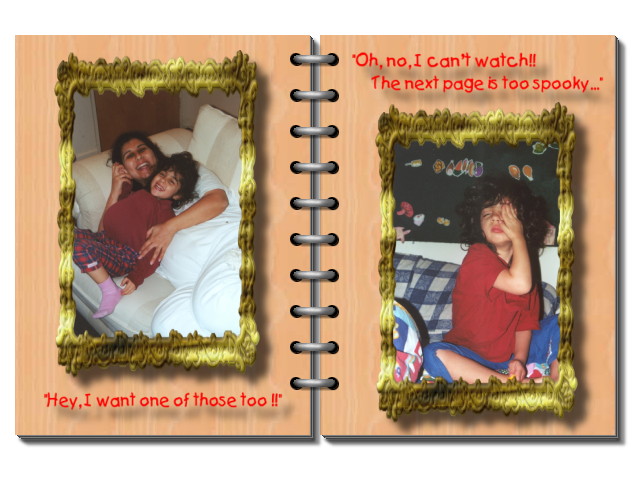 "Hey, I want one of those too !!"
"Oh, no, I can't watch!!
The next page is too spooky..."